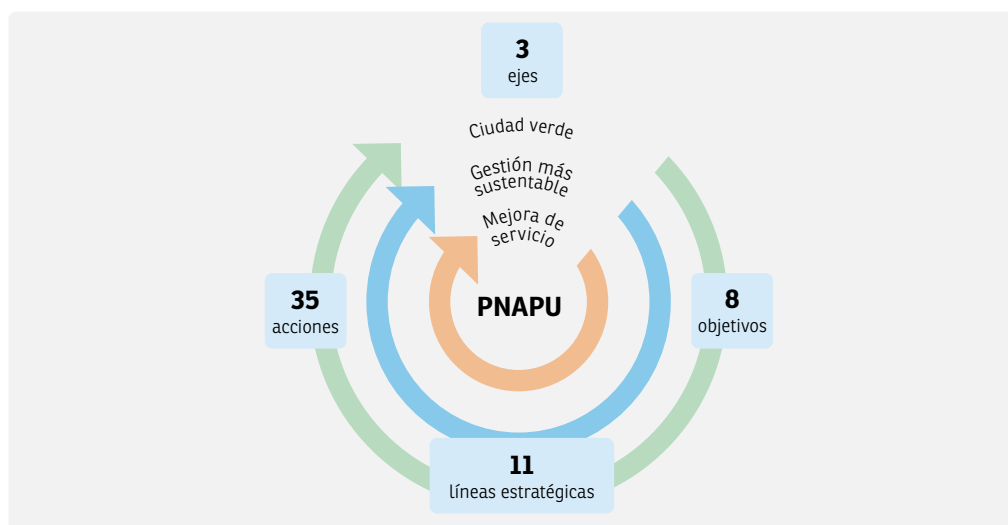 3
ejes
Ciudad verde
Gestión más
sustentable
Mejora de
servicio
PNAPU
35
acciones
8
objetivos
11
líneas estratégicas